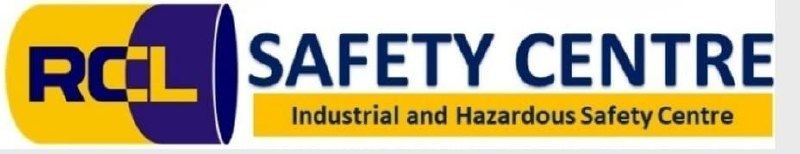 RCL
SAFETY CENTRE
Industrial and Hazardous Safety Centre